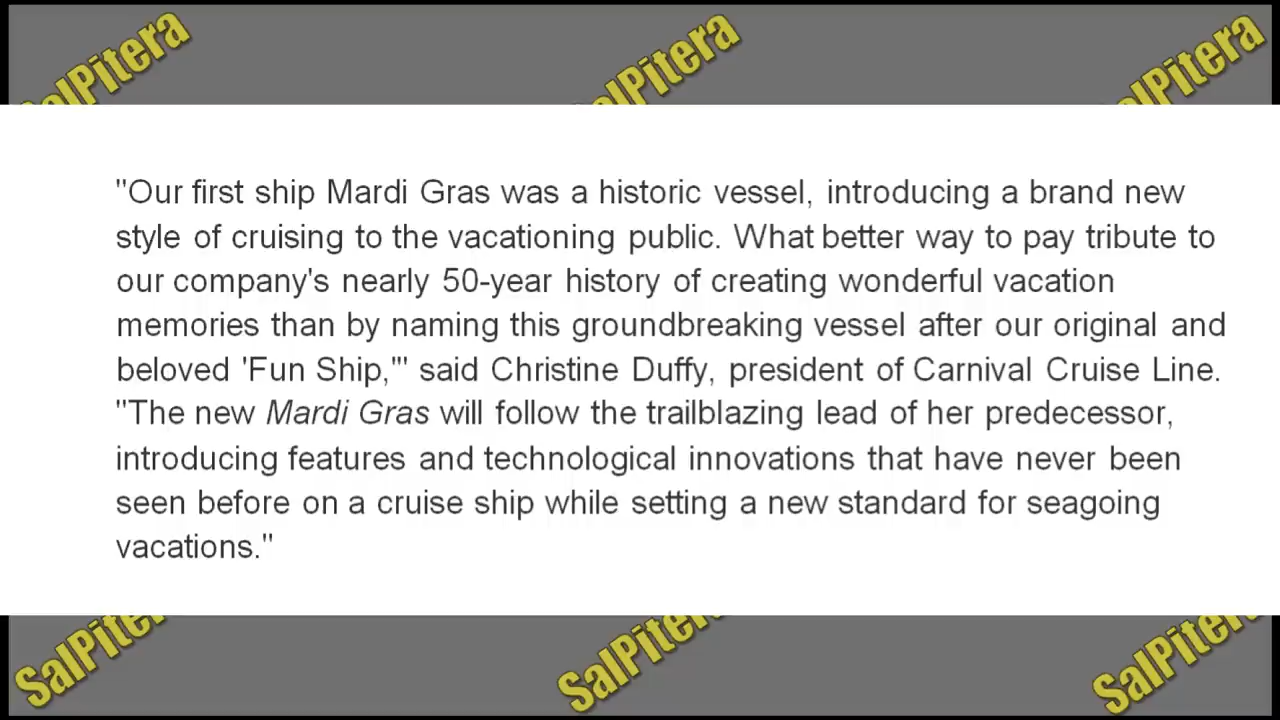 SalPitera SalPitera SalPitera
"Our first ship Mardi Gras was a historic vessel, introducing a brand new
style of cruising to the vacationing public. What better way to pay tribute to
our company's nearly 50-year history of creating wonderful vacation
memories than by naming this groundbreaking vessel after our original and
beloved 'Fun Ship,"' said Christine Duffy, president of Carnival Cruise Line.
"The new Mardi Gras will follow the trailblazing lead of her predecessor,
introducing features and technological innovations that have never been
seen before on a cruise ship while setting a new standard for seagoing
vacations."
SalPitera SalPitera SalPitera